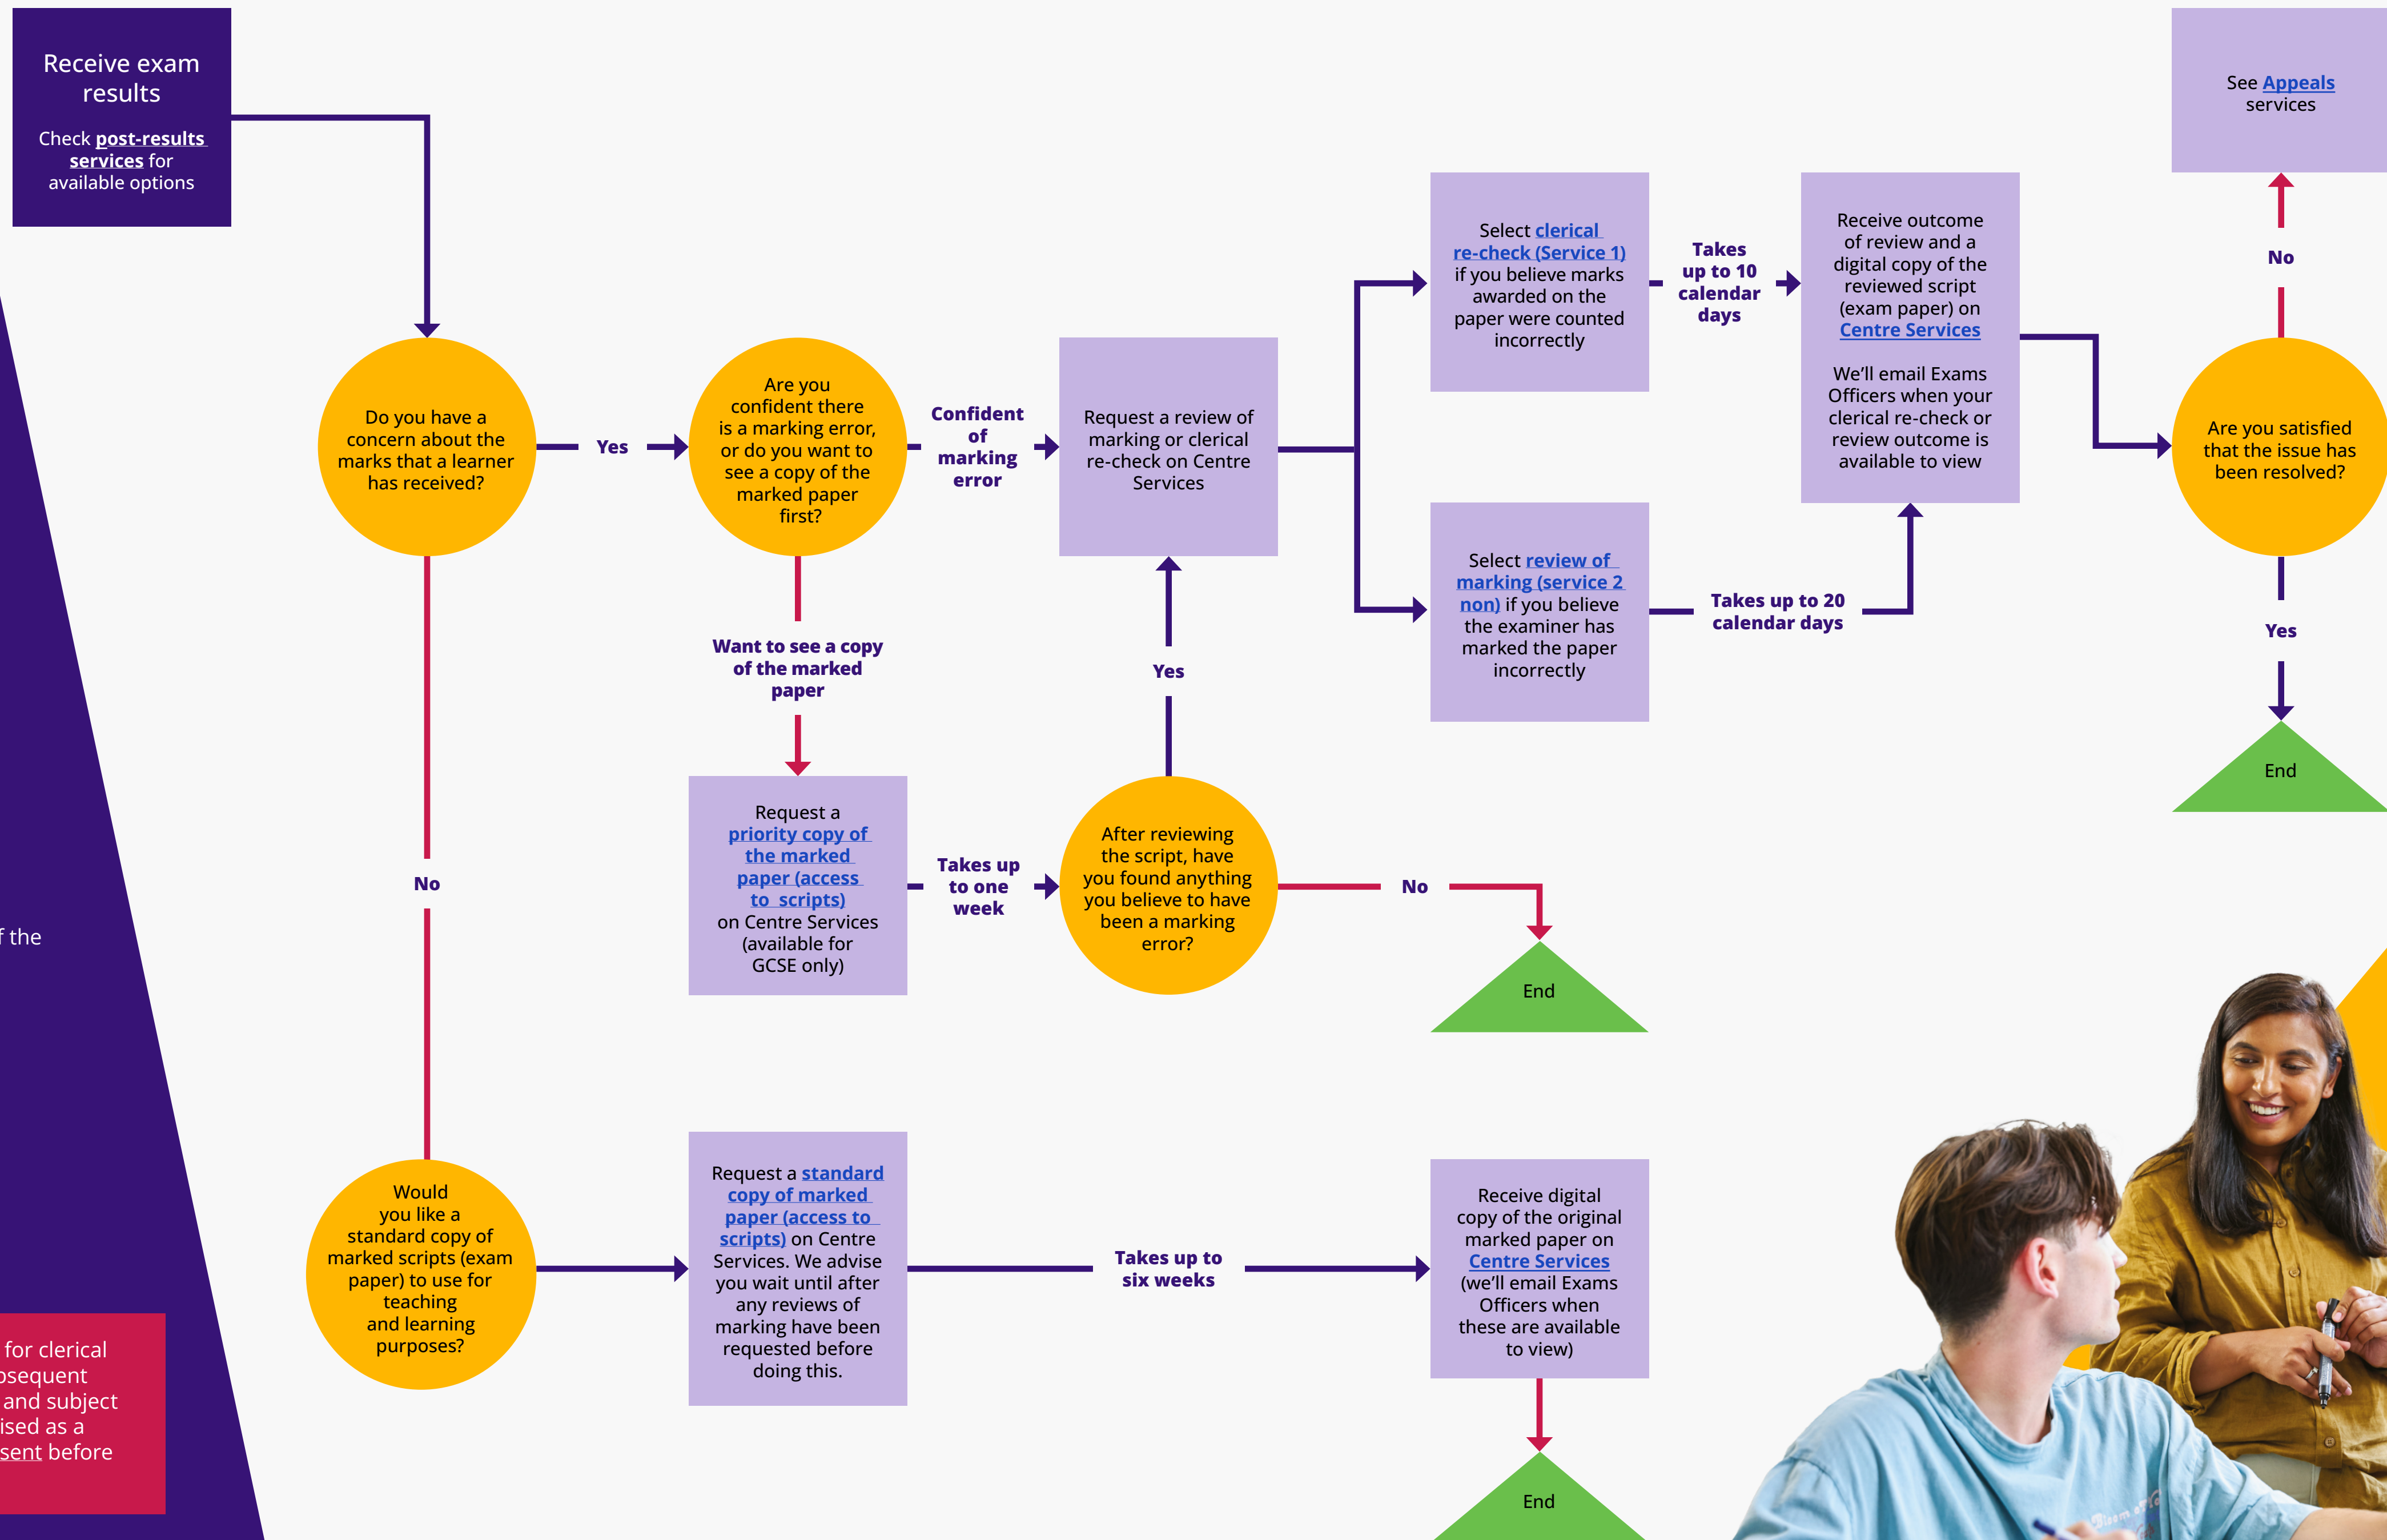 Receive exam
results
Check post-results
services for
available options
Do you have a
concern about the
marks that a learner
has received?
Yes
Are you
confident there
is a marking error,
or do you want to
see a copy of the
marked paper
first?
Confident
of
marking
error
Request a review of
marking or clerical
re-check on Centre
Services
Select clerical
re-check (Service 1)
if you believe marks
awarded on the
paper were counted
incorrectly
Takes
up to 10
calendar
days
Select review of
marking (service 2
non) if you believe
the examiner has
marked the paper
incorrectly
Takes up to 20
calendar days
Receive outcome
of review and a
digital copy of the
reviewed script
(exam paper) on
Centre Services
We’ll email Exams
Officers when your
clerical re-check or
review outcome is
available to view
Are you satisfied
that the issue has
been resolved?
No
See Appeals
services
Yes
End
Want to see a copy
of the marked
paper
Request a
priority copy of
the marked
paper (access
to scripts)
on Centre Services
(available for
GCSE only)
Takes up
to one
week
After reviewing
the script, have
you found anything
you believe to have
been a marking
error?
Yes
No
End
No
Would
you like a
standard copy of
marked scripts (exam
paper) to use for
teaching
and learning
purposes?
Request a standard
copy of marked
paper (access to
scripts) on Centre
Services. We advise
you wait until after
any reviews of
marking have been
requested before
doing this.
Takes up to
six weeks
Receive digital
copy of the original
marked paper on
Centre Services
(we’ll email Exams
Officers when
these are available
to view)
End
the
for clerical
and subject
as a
before